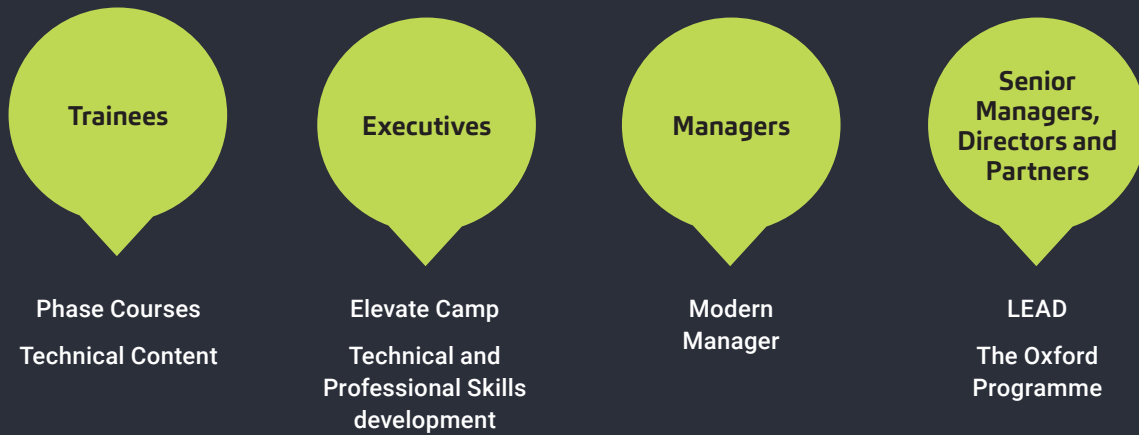 Trainees
Phase Courses
Technical Content
Executives
Elevate Camp
Technical and
Professional Skills
development
Managers
Modern
Manager
Senior
Managers,
Directors and
Partners
LEAD
The Oxford
Programme